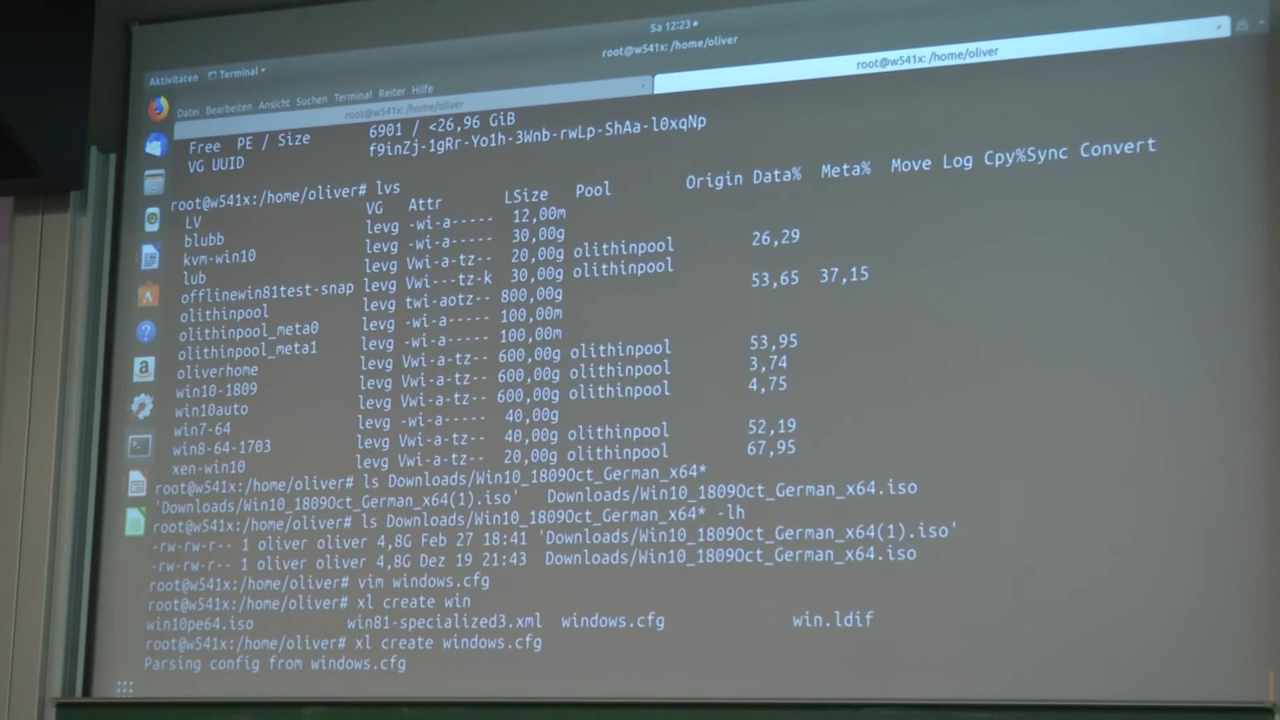 Sa 12:23
root@w541x: /home/oliver
Aktivitäten Terminal
Datei Bearbeiten Ansicht Suchen Terminal Reiter Hilfe
root@w541x: /home/oliver
root@w541x: /home/oliver
Free PE / Size 6901 / <26,96 GiB
VG UUID f9inZj-1gRr-Yo1h-3Wnb-rwLp-ShAa-l0xqNp
root@w541x:/home/oliver# lvs
LV VG Attr LSize Pool Origin Data% Meta% Move Log Cpy%Sync Convert
blubb levg -wi-a----- 12,00m
kvm-win10 levg -wi-a----- 30,00g
lub levg Vwi-a-tz-- 20,00g olithinpool 26,29
offlinewin81test-snap levg Vwi---tz-k 30,00g olithinpool
olithinpool levg twi-aotz-- 800,00g 53,65 37,15
olithinpool_meta0 levg -wi-a----- 100,00m
olithinpool_meta1 levg -wi-a----- 100,00m
oliverhome levg Vwi-a-tz-- 600,00g olithinpool 53,95
win10-1809 levg Vwi-a-tz-- 600,00g olithinpool 3,74
win10auto levg Vwi-a-tz-- 600,00g olithinpool 4,75
win7-64 levg -wi-a----- 40,00g
win8-64-1703 levg Vwi-a-tz-- 40,00g olithinpool 52,19
xen-win10 levg Vwi-a-tz-- 20,00g olithinpool 67,95
root@w541x:/home/oliver# ls Downloads/Win10_1809Oct_German_x64*
'Downloads/Win10_1809Oct_German_x64(1).iso' Downloads/Win10_1809Oct_German_x64.iso
root@w541x:/home/oliver# ls Downloads/Win10_1809Oct_German_x64* -lh
-rw-rw-r-- 1 oliver oliver 4,8G Feb 27 18:41 'Downloads/Win10_1809Oct_German_x64(1).iso'
-rw-rw-r-- 1 oliver oliver 4,8G Dez 19 21:43 Downloads/Win10_1809Oct_German_x64.iso
root@w541x:/home/oliver# vim windows.cfg
root@w541x:/home/oliver# xl create win
win10pe64.iso win81-specialized3.xml windows.cfg win.ldif
root@w541x:/home/oliver# xl create windows.cfg
Parsing config from windows.cfg